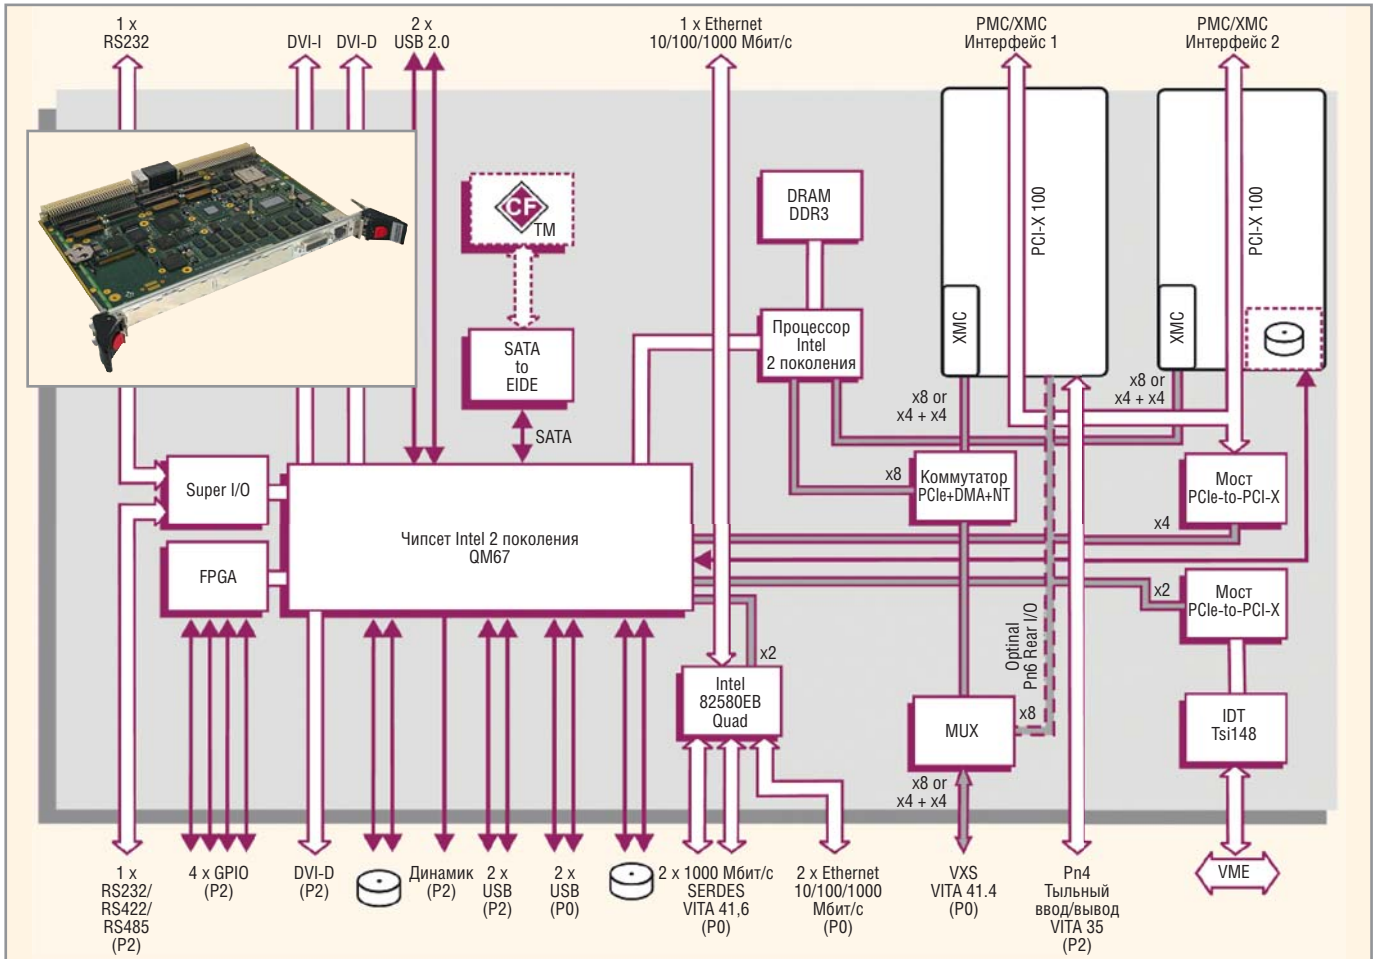 1 x
RS232
DVI-I
DVI-D
2 x
USB 2.0
1 x Ethernet
10/100/1000 Мбит/с
PMC/XMC
Интерфейс 1
PMC/XMC
Интерфейс 2
CF
TM
DRAM
DDR3
PCI-X 100
PCI-X 100
SATA
to
EIDE
Процессор
Intel
2 поколения
XMC
XMC
x8 or
x4 + x4
x8 or
x4 + x4
SATA
Super I/O
x8
Коммутатор
PCIe+DMA+NT
Мост
PCIe-to-PCI-X
x4
Чипсет Intel 2 поколения
QM67
FPGA
x2
Мост
PCIe-to-PCI-X
Optinal
Pn6 Rear I/O
x2
Intel
82580EB
Quad
MUX
x8
IDT
Tsi148
x8 or
x4 + x4
1 x
RS232/
RS422/
RS485
(P2)
4 x GPIO
(P2)
DVI-D
(P2)
Динамик
(P2)
2 x
USB
(P2)
2 x
USB
(P0)
2 x 1000 Мбит/с
SERDES
VITA 41,6
(P0)
2 x Ethernet
10/100/1000
Мбит/с
(P0)
VXS
VITA 41.4
(P0)
Pn4
Тыльный
ввод/вывод
VITA 35
(P2)
VME